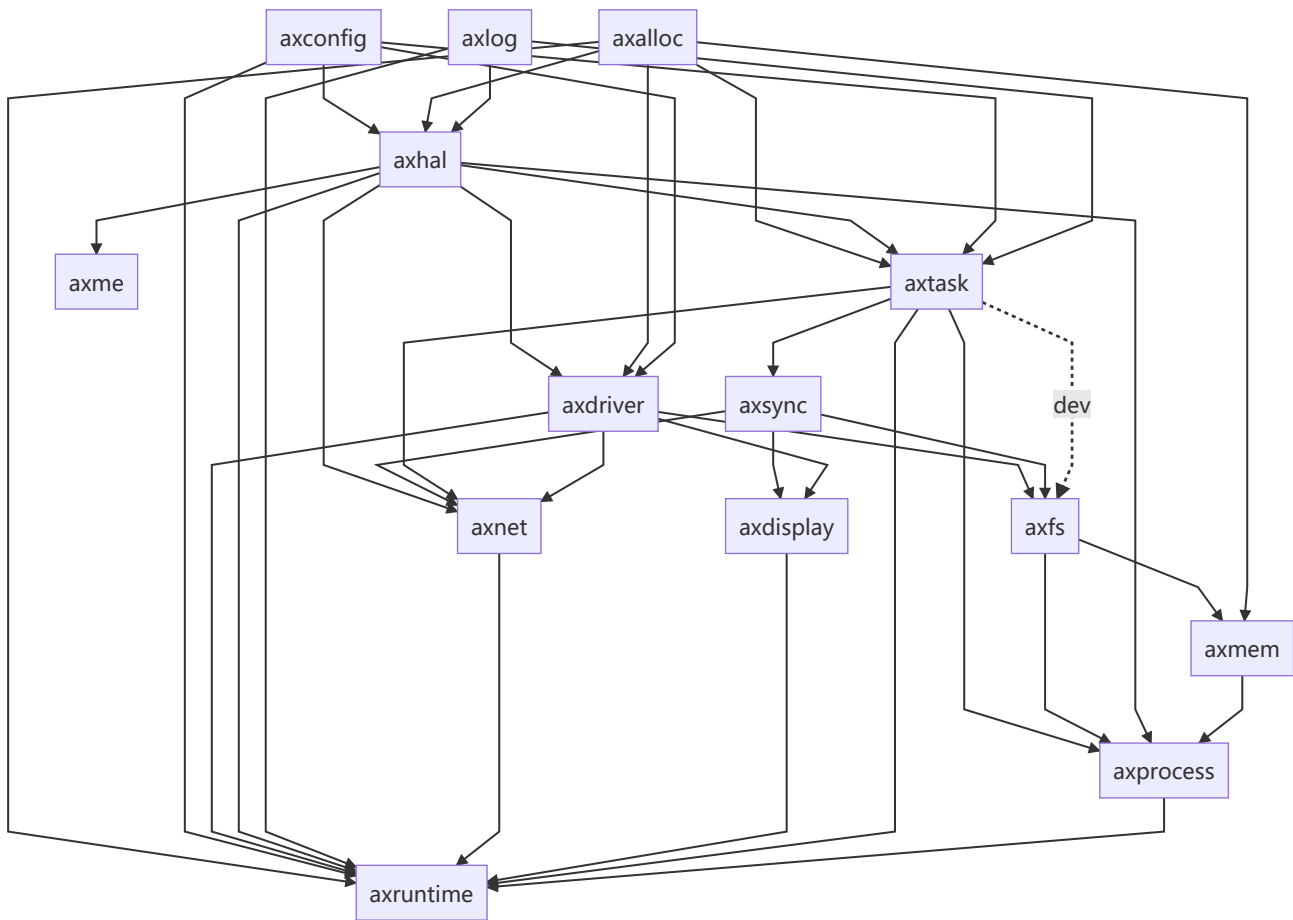 axconfig
axlog
axalloc
axhal
axme
axtask
axdriver
axsync
dev
axnet
axdisplay
axfs
axmem
axprocess
axruntime